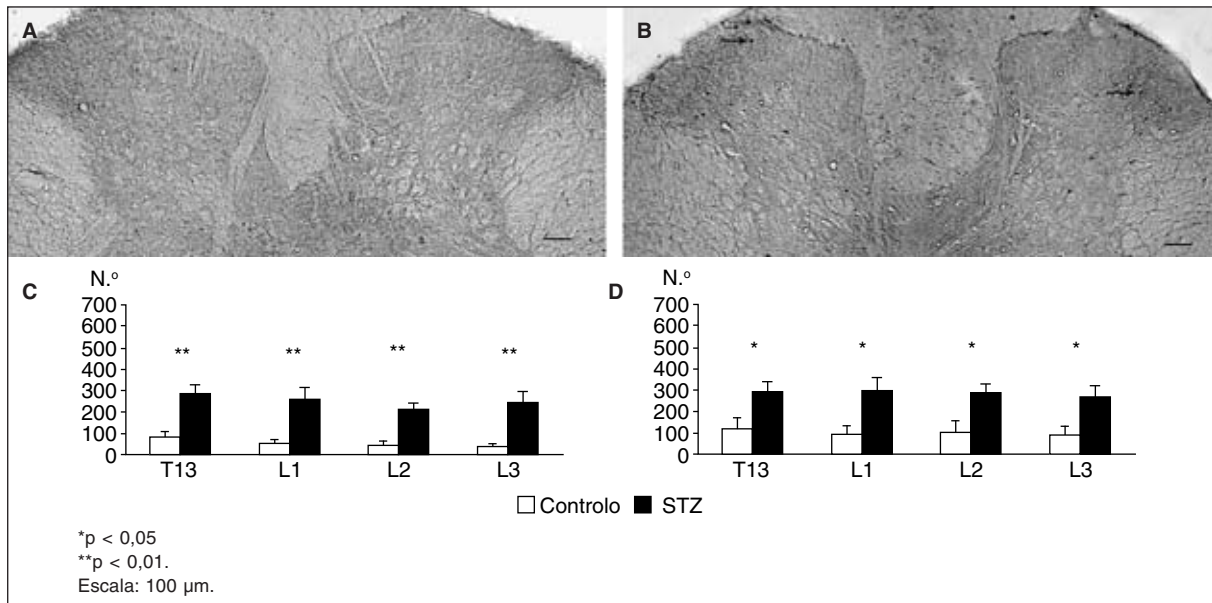 A
B
C
N.º
700
600
500
400
300
200
100
0
** ** ** **
T13 L1 L2 L3
D
N.º
700
600
500
400
300
200
100
0
* * * *
T13 L1 L2 L3
Controlo STZ
*p < 0,05
**p < 0,01.
Escala: 100 µm.